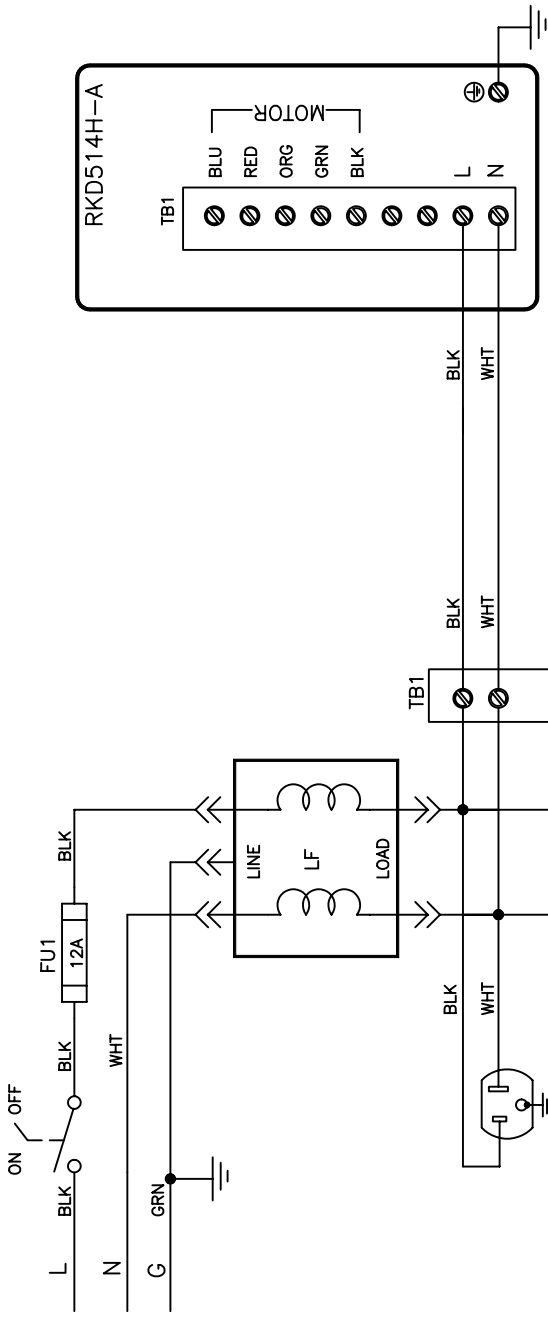 ON OFF
FU1
L BLK BLK 12A BLK
RKD514H-A
N WHT
G GRN
TB1
BLU
RED
ORG
GRN
BLK
MOTOR
LINE
LF
LOAD
TB1
BLK BLK BLK L
WHT WHT WHT N